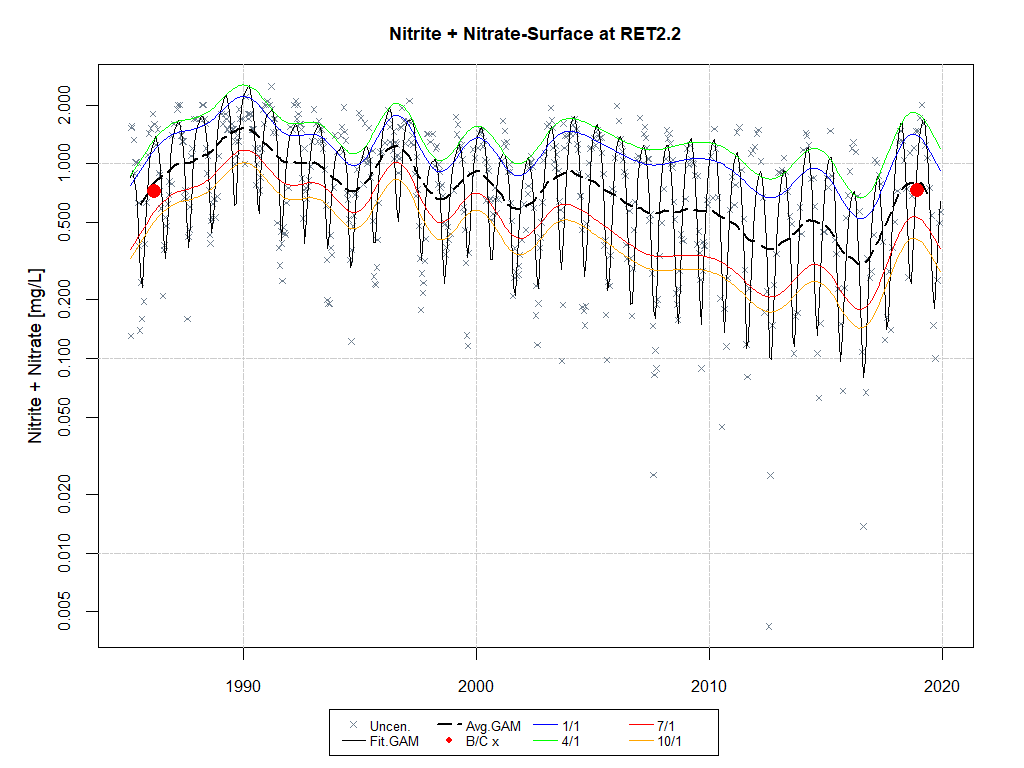 Nitrite + Nitrate-Surface at RET2.2
Nitrite + Nitrate [mg/L]
2.000
1.000
0.500
0.200
0.100
0.050
0.020
0.010
0.005
1990 2000 2010 2020
Uncen. Avg.GAM 1/1 7/1
Fit.GAM B/C x 4/1 10/1